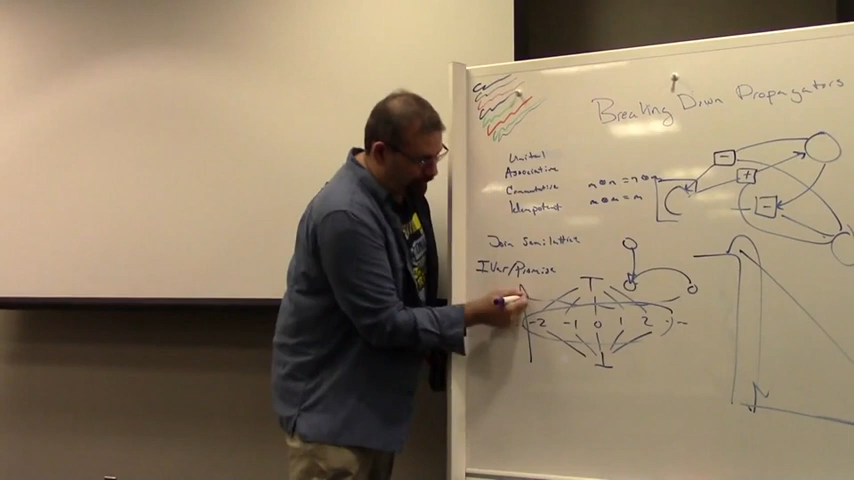 Breaking Down Propagators
Unital
Associative
Commutative m ⊕ n = n ⊕ m
Idempotent m ⊕ m = m
Join Semilattice
IVar/Promise
-
+
-
⊤
-2 -1 0 1 2
⊥